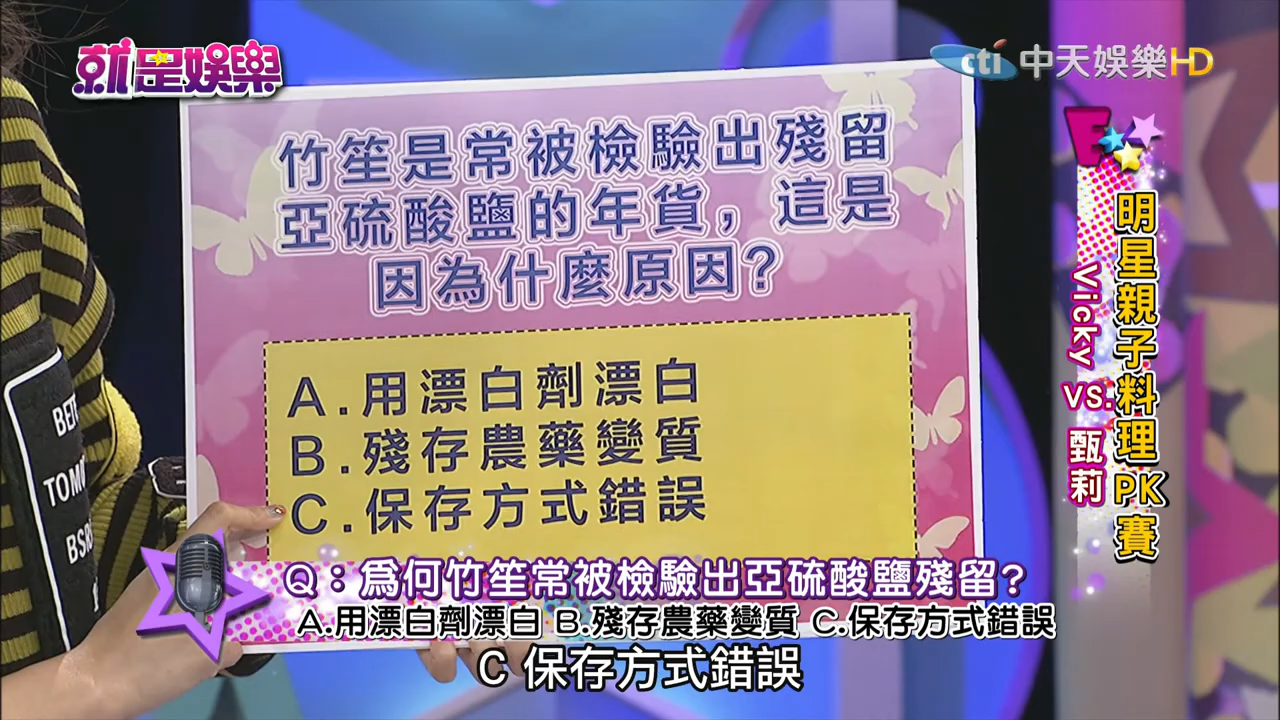 就是娛樂
cti 中天娛樂HD
竹笙是常被檢驗出殘留
亞硫酸鹽的年貨，這是
因為什麼原因?
A.用漂白劑漂白
B.殘存農藥變質
C.保存方式錯誤
明星親子料理PK賽
Vicky VS. 甄莉
Q：為何竹笙常被檢驗出亞硫酸鹽殘留?
A.用漂白劑漂白 B.殘存農藥變質 C.保存方式錯誤
C 保存方式錯誤